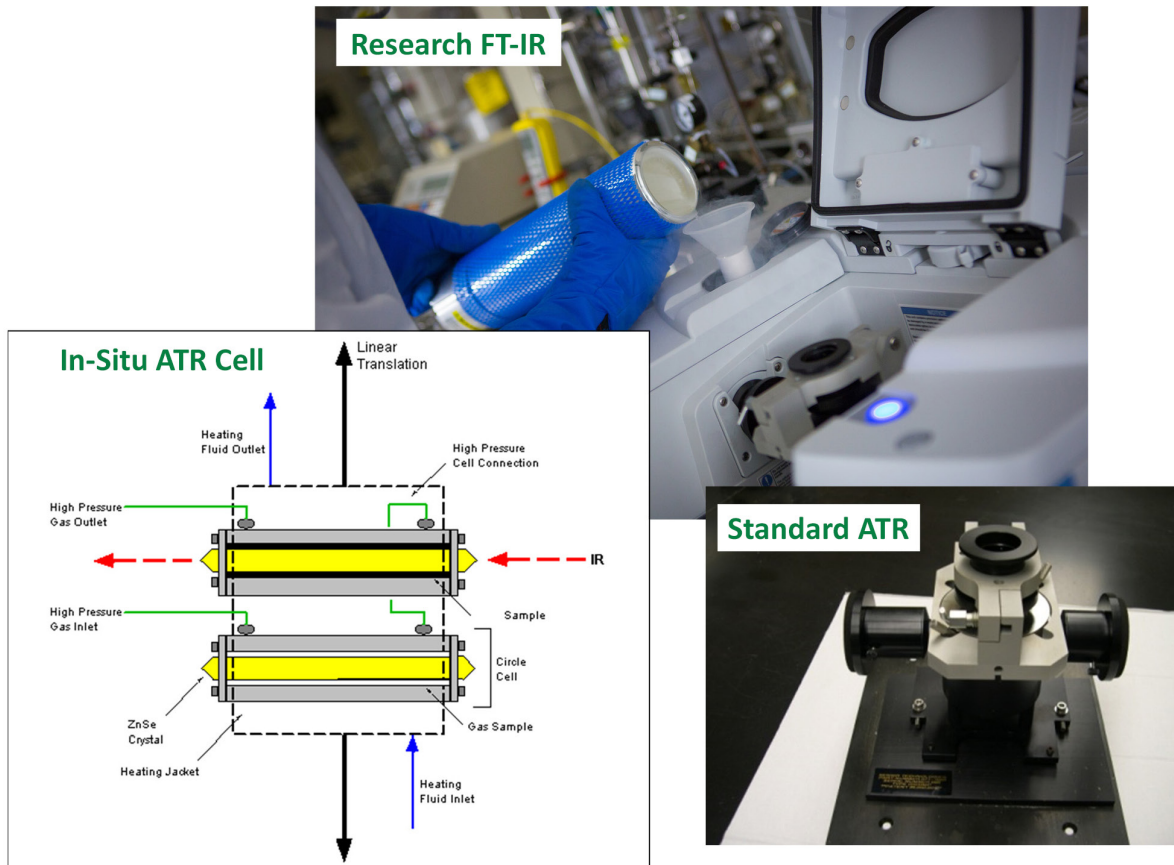 Research FT-IR
In-Situ ATR Cell
Linear
Translation
Heating
Fluid Outlet
High Pressure
Cell Connection
High Pressure
Gas Outlet
IR
Sample
High Pressure
Gas Inlet
Circle
Cell
ZnSe
Crystal
Gas Sample
Heating Jacket
Heating
Fluid Inlet
Standard ATR
NOTICE